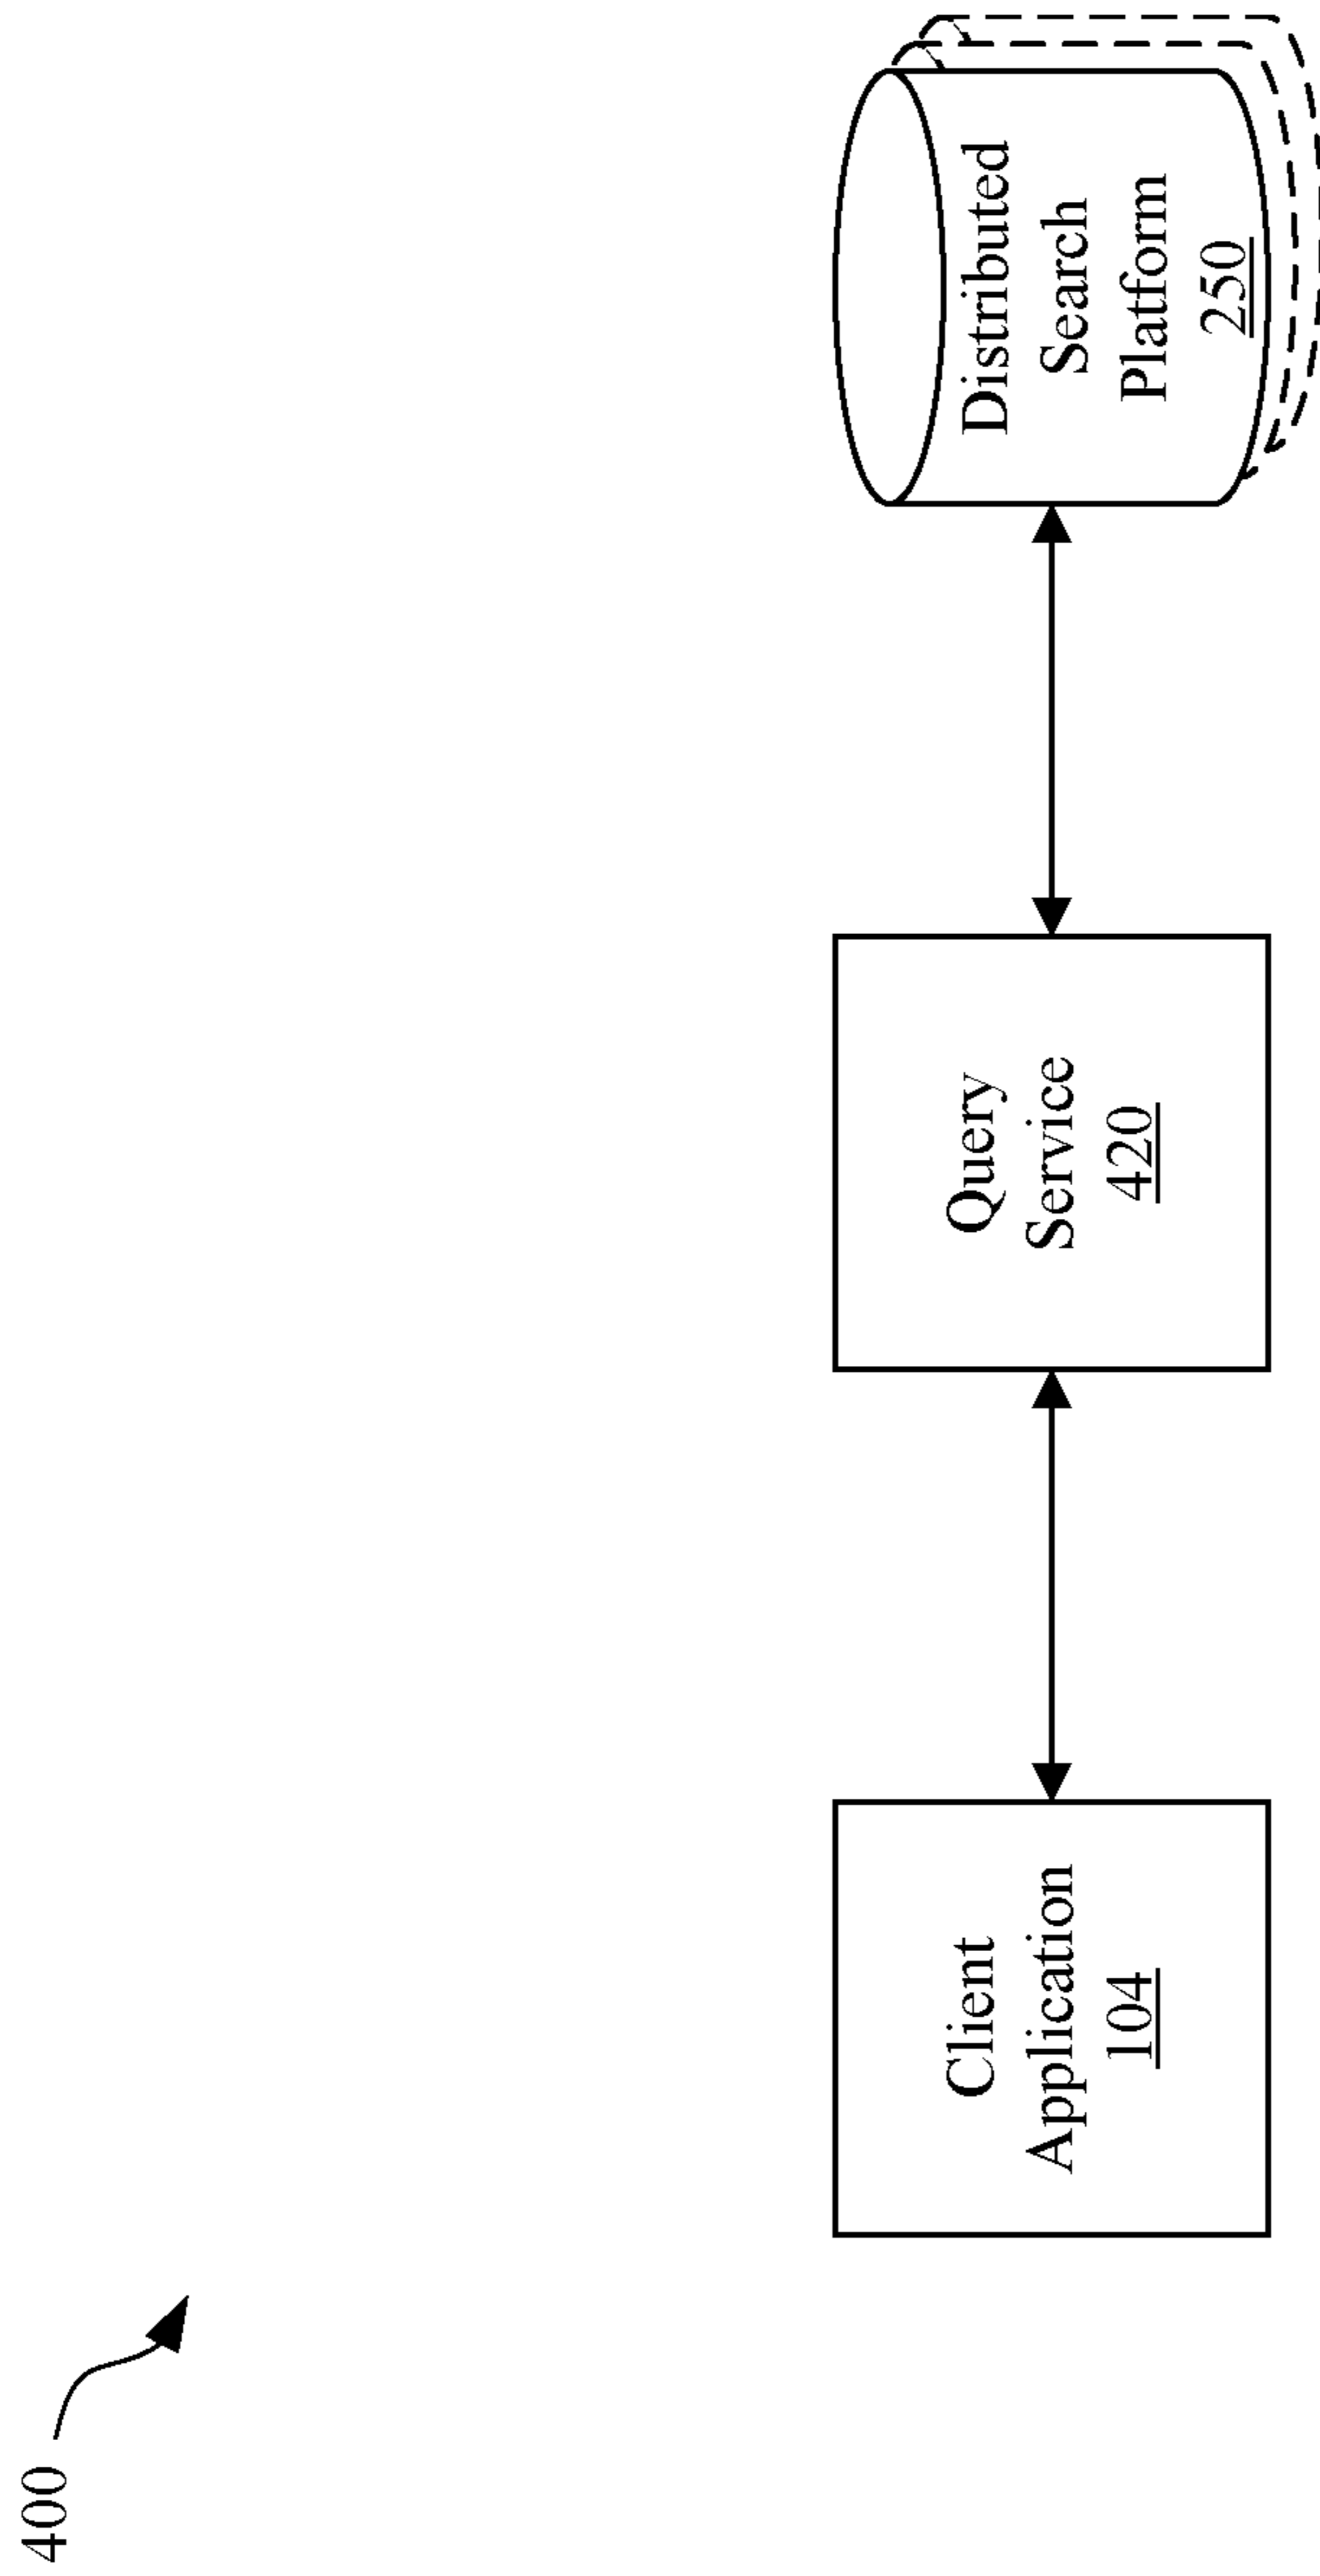 400
Client
Application
104
Query
Service
420
Distributed
Search
Platform
250